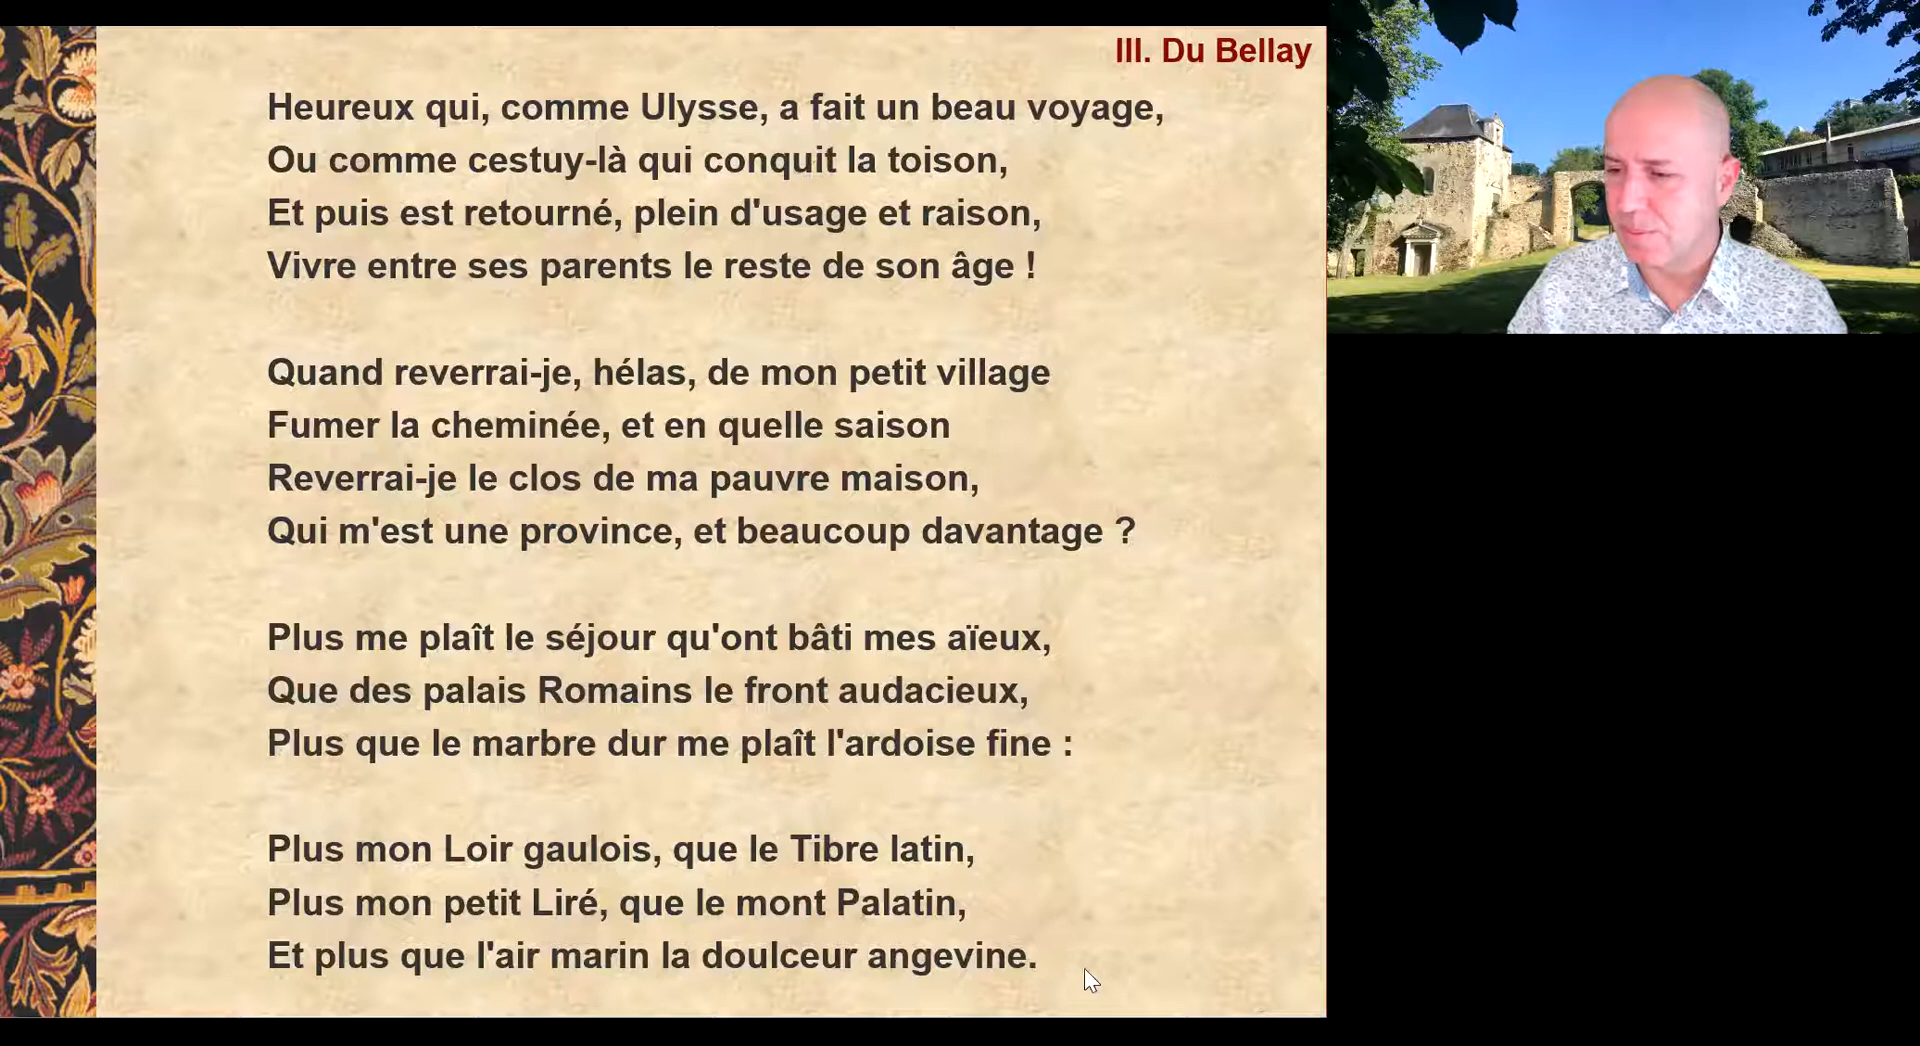 III. Du Bellay
Heureux qui, comme Ulysse, a fait un beau voyage,
Ou comme cestuy-là qui conquit la toison,
Et puis est retourné, plein d'usage et raison,
Vivre entre ses parents le reste de son âge !
Quand reverrai-je, hélas, de mon petit village
Fumer la cheminée, et en quelle saison
Reverrai-je le clos de ma pauvre maison,
Qui m'est une province, et beaucoup davantage ?
Plus me plaît le séjour qu'ont bâti mes aïeux,
Que des palais Romains le front audacieux,
Plus que le marbre dur me plaît l'ardoise fine :
Plus mon Loir gaulois, que le Tibre latin,
Plus mon petit Liré, que le mont Palatin,
Et plus que l'air marin la doulceur angevine.